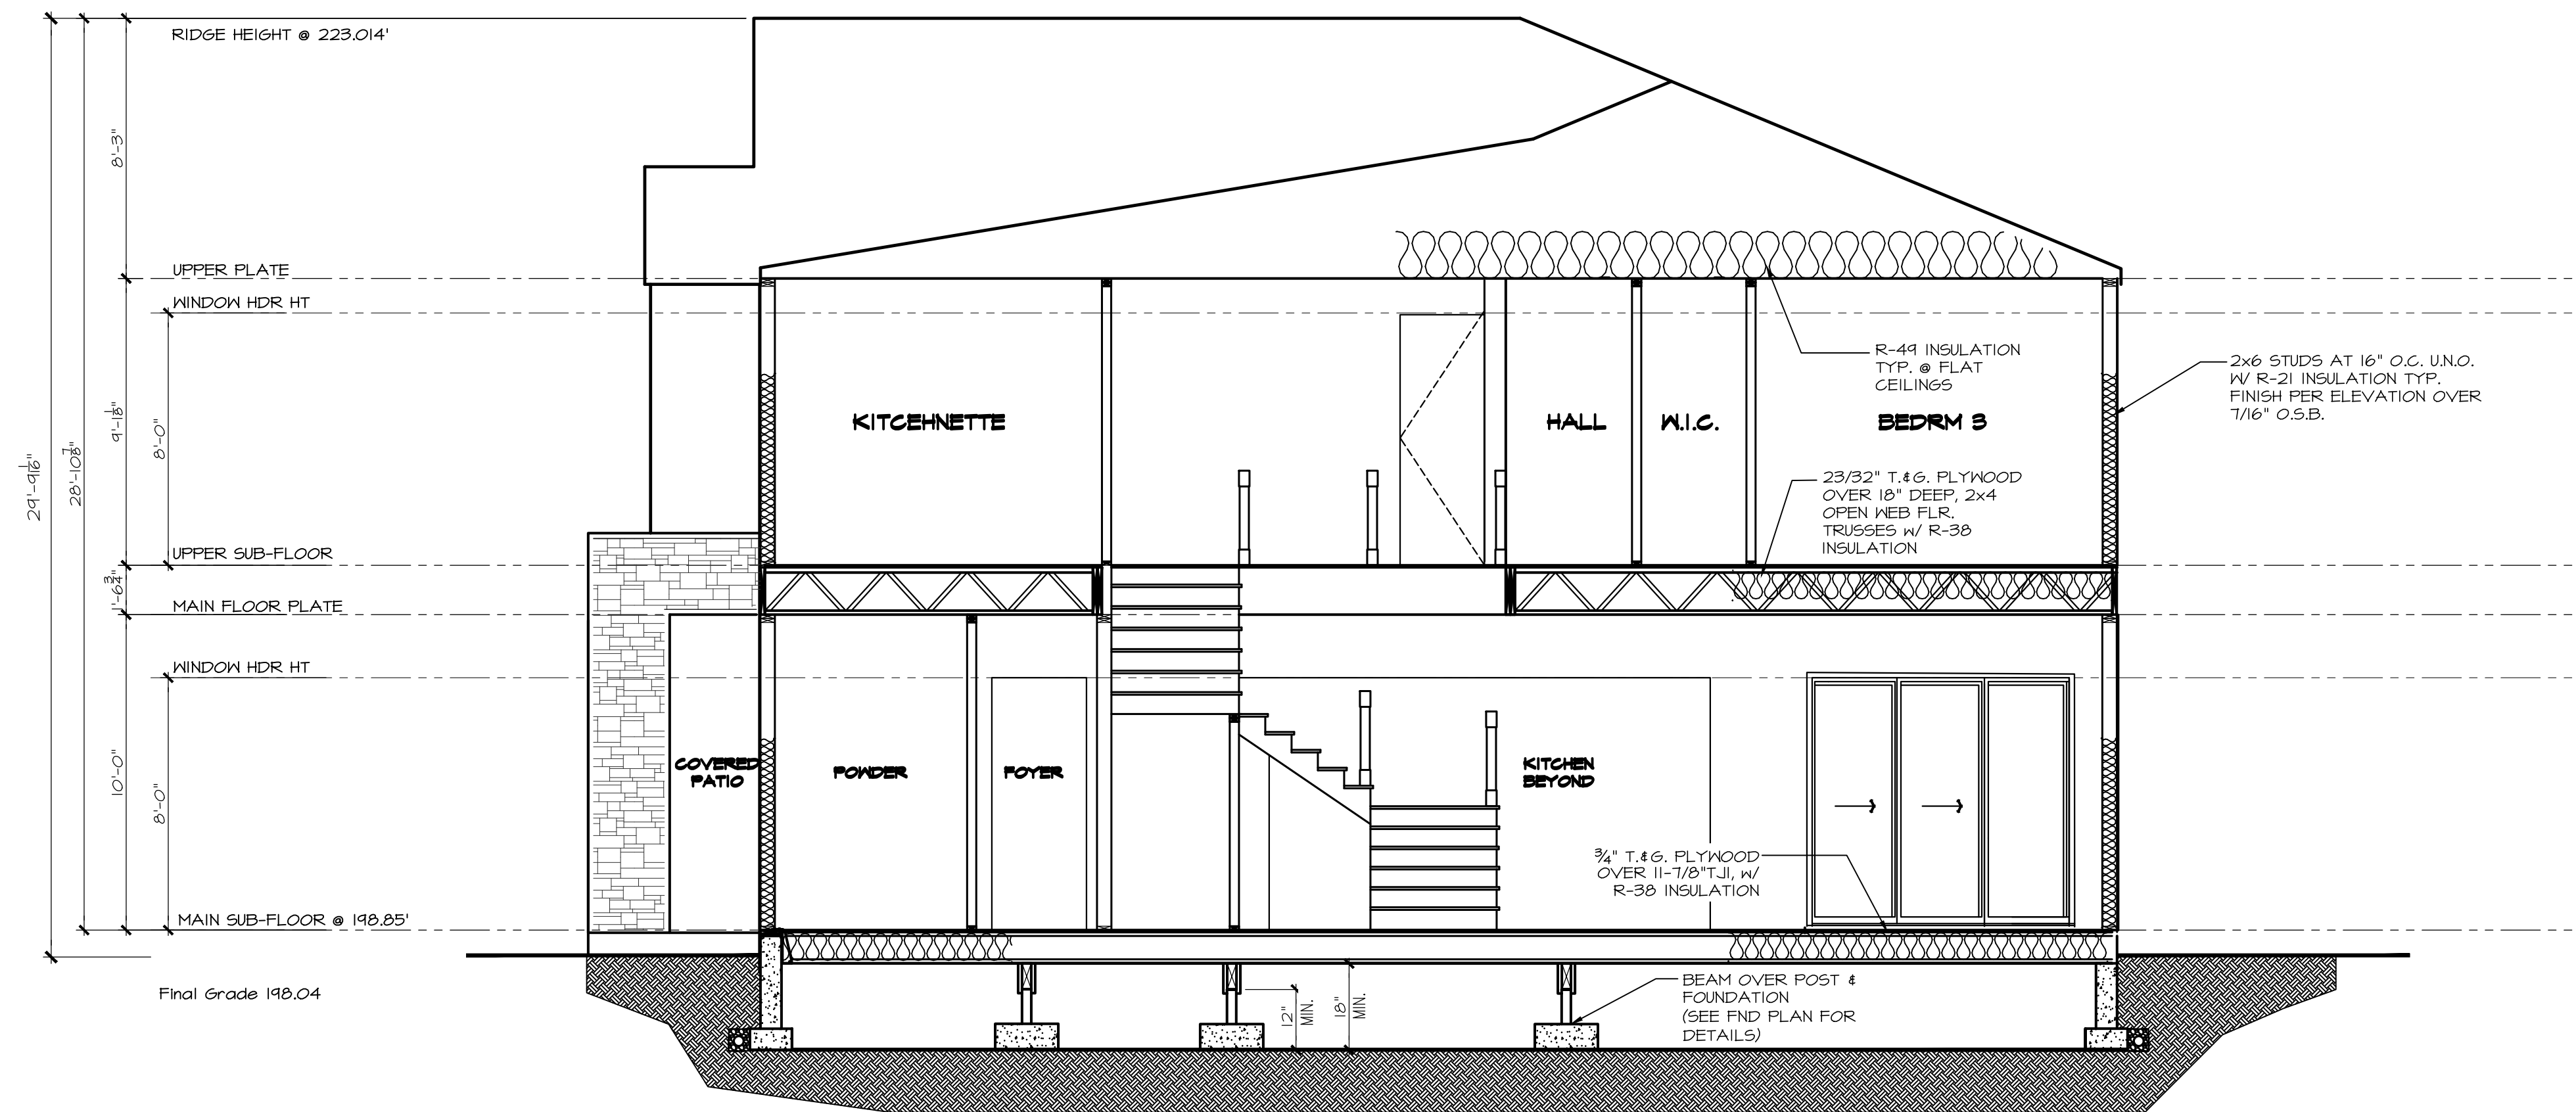 RIDGE HEIGHT @ 223.014'
8'-3"
UPPER PLATE
WINDOW HDR HT
9'-1 1/8"
8'-0"
29'-9 1/16"
28'-10 7/8"
KITCEHNETTE
HALL
W.I.C.
BEDRM 3
R-49 INSULATION
TYP. @ FLAT
CEILINGS
2x6 STUDS AT 16" O.C. U.N.O.
W/ R-21 INSULATION TYP.
FINISH PER ELEVATION OVER
7/16" O.S.B.
23/32" T.&G. PLYWOOD
OVER 18" DEEP, 2x4
OPEN WEB FLR.
TRUSSES w/ R-38
INSULATION
UPPER SUB-FLOOR
1'-6 3/64"
MAIN FLOOR PLATE
WINDOW HDR HT
10'-0"
8'-0"
COVERED
PATIO
POWDER
FOYER
KITCHEN
BEYOND
3/4" T.&G. PLYWOOD
OVER 11-7/8"TJI, w/
R-38 INSULATION
MAIN SUB-FLOOR @ 198.85'
Final Grade 198.04
12"
MIN.
18"
MIN.
BEAM OVER POST &
FOUNDATION
(SEE FND PLAN FOR
DETAILS)